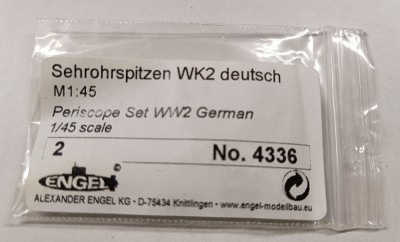 Sehrohrspitzen WK2 deutsch
M1:45
Periscope Set WW2 German
1/45 scale
2 No. 4336
ENGEL ©
ALEXANDER ENGEL KG • D-75434 Knittlingen • www.engel-modellbau.eu